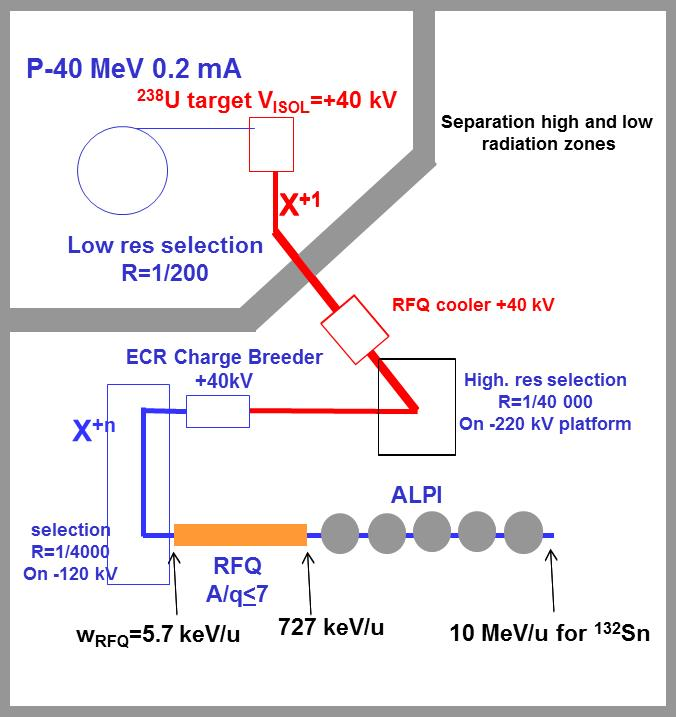 P-40 MeV 0.2 mA
238U target VISOL=+40 kV
Separation high and low
radiation zones
X+1
Low res selection
R=1/200
RFQ cooler +40 kV
ECR Charge Breeder
+40kV
High. res selection
R=1/40 000
On -220 kV platform
X+n
ALPI
selection
R=1/4000
On -120 kV
RFQ
A/q≤7
wRFQ=5.7 keV/u
727 keV/u
10 MeV/u for 132Sn